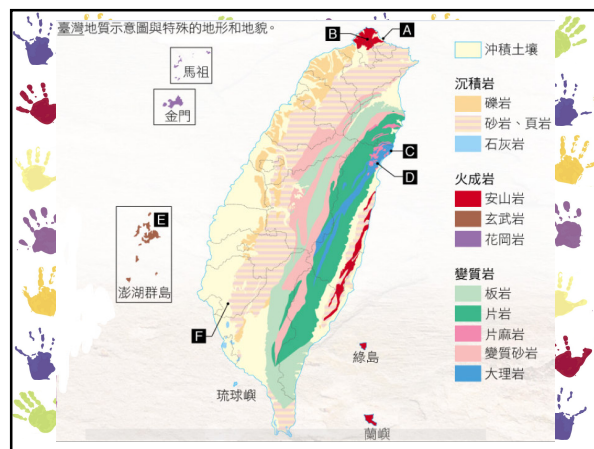 臺灣地質示意圖與特殊的地形和地貌。
B
A
馬祖
金門
C
D
E
澎湖群島
F
綠島
琉球嶼
蘭嶼
沖積土壤
沉積岩
礫岩
砂岩、頁岩
石灰岩
火成岩
安山岩
玄武岩
花岡岩
變質岩
板岩
片岩
片麻岩
變質砂岩
大理岩